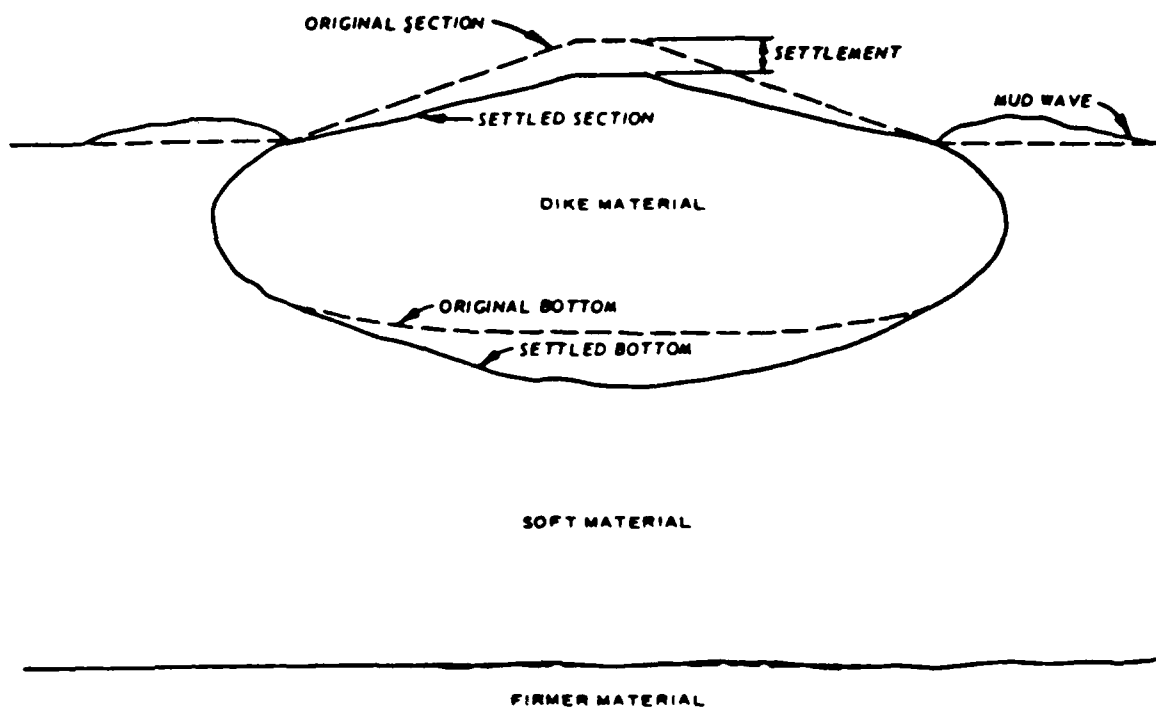 ORIGINAL SECTION
SETTLEMENT
MUD WAVE
SETTLED SECTION
DIKE MATERIAL
ORIGINAL BOTTOM
SETTLED BOTTOM
SOFT MATERIAL
FIRMER MATERIAL